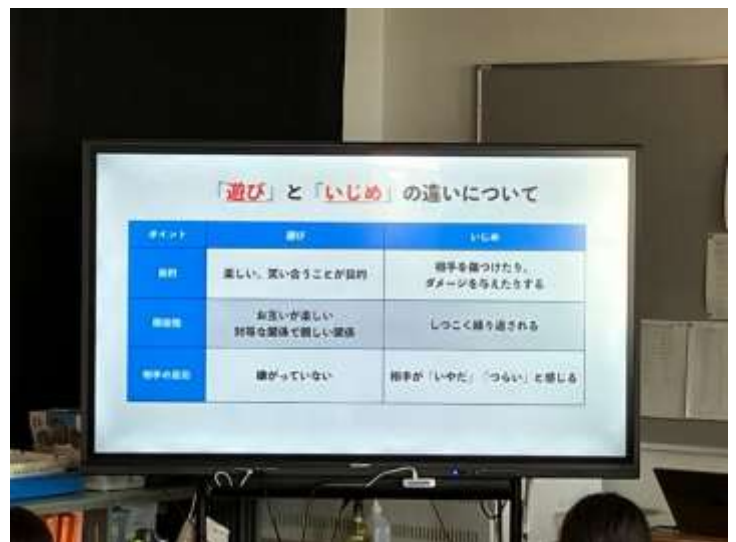 「遊び」と「いじめ」の違いについて
ポイント
遊び
いじめ
目的
楽しい、笑い合うことが目的
相手を傷つけたり、
ダメージを与えたりする
関係性
お互いが楽しい
対等な関係で親しい関係
しつこく繰り返される
相手の反応
嫌がっていない
相手が「いやだ」「つらい」と感じる